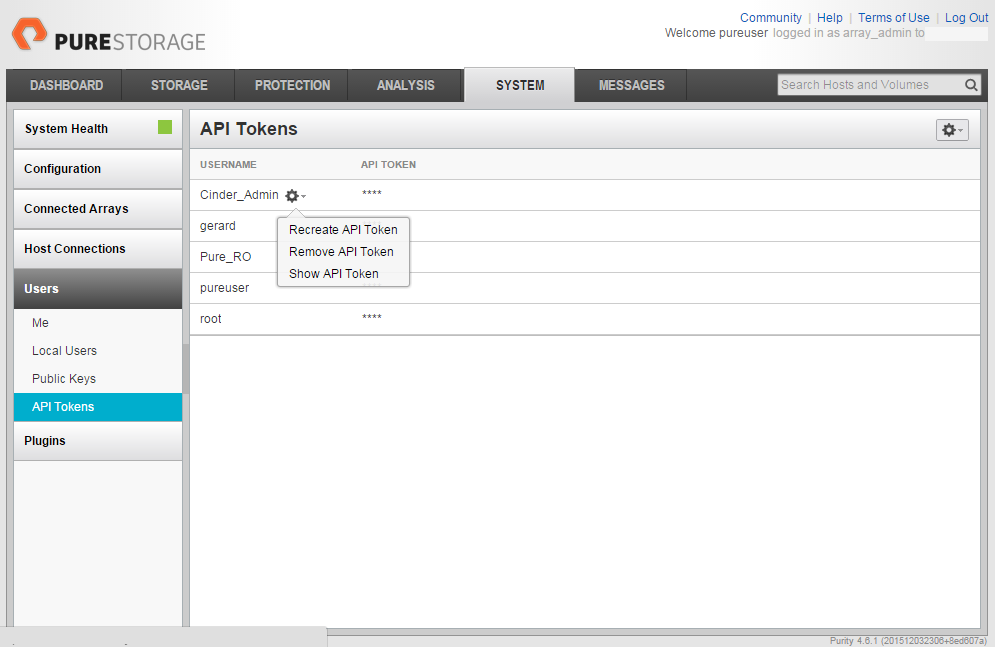 Community | Help | Terms of Use | Log Out
PURESTORAGE
Welcome pureuser logged in as array_admin to
DASHBOARD STORAGE PROTECTION ANALYSIS SYSTEM MESSAGES Search Hosts and Volumes
System Health
Configuration
Connected Arrays
Host Connections
Users
Me
Local Users
Public Keys
API Tokens
Plugins
API Tokens
USERNAME API TOKEN
Cinder_Admin ****
gerard
Pure_RO
pureuser
root ****
Recreate API Token
Remove API Token
Show API Token
Purity 4.6.1 (201512032306+8ed607a)